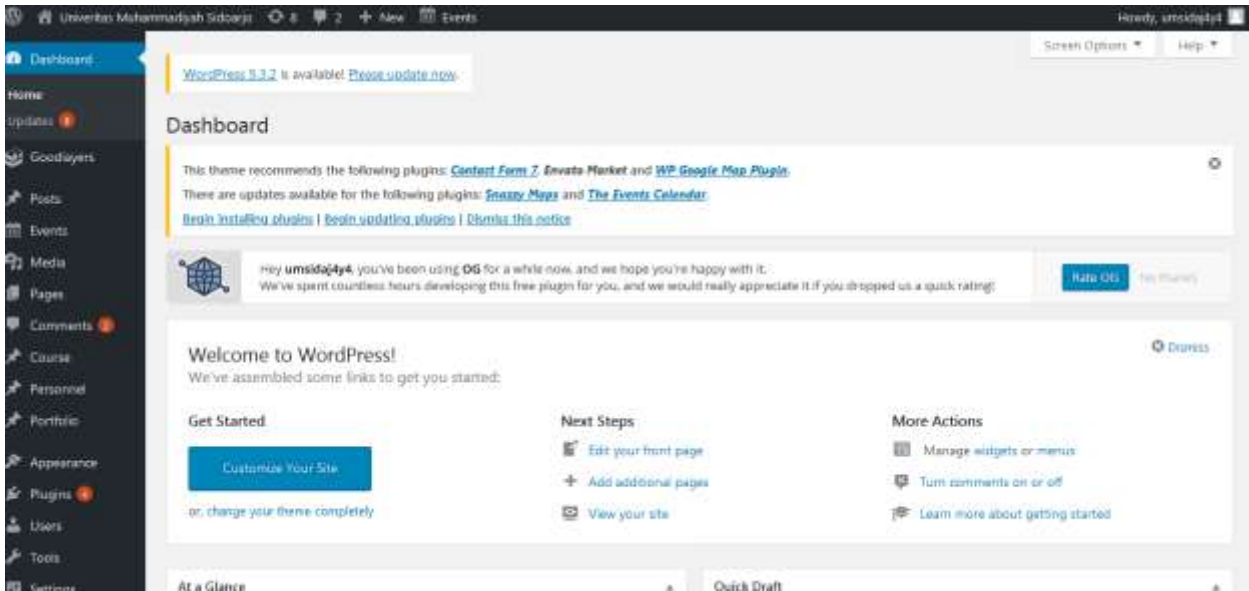 Univeritas Muhammadiyah Sidoarjo 8 2 + New Events
Howdy, umsidaj4y4
Screen Options Help
Dashboard
Home
Updates
Goodlayers
Posts
Events
Media
Pages
Comments
Course
Personnel
Portfolio
Appearance
Plugins
Users
Tools
Settings
WordPress 5.3.2 is available! Please update now.
Dashboard
This theme recommends the following plugins: Contact Form 7, Envato Market and WP Google Map Plugin.
There are updates available for the following plugins: Snazzy Maps and The Events Calendar.
Begin installing plugins | Begin updating plugins | Dismiss this notice
Hey umsidaj4y4, you've been using OG for a while now, and we hope you're happy with it.
We've spent countless hours developing this free plugin for you, and we would really appreciate it if you dropped us a quick rating!
Rate OG No thanks
Welcome to WordPress!
We've assembled some links to get you started:
Dismiss
Get Started
Customize Your Site
or, change your theme completely
Next Steps
Edit your front page
Add additional pages
View your site
More Actions
Manage widgets or menus
Turn comments on or off
Learn more about getting started
At a Glance
Quick Draft